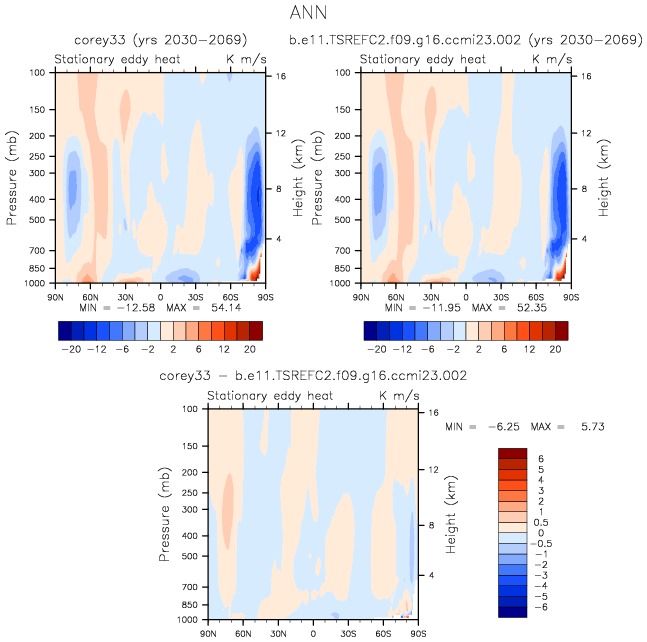 ANN
corey33 (yrs 2030-2069)
Stationary eddy heat K m/s
Pressure (mb)
100
150
200
250
300
400
500
700
850
1000
16
12
8
4
Height (km)
90N 60N 30N 0 30S 60S 90S
MIN = -12.58 MAX = 54.14
-20 -12 -6 -2 2 6 12 20
b.e11.TSREFC2.f09.g16.ccmi23.002 (yrs 2030-2069)
Stationary eddy heat K m/s
Pressure (mb)
100
150
200
250
300
400
500
700
850
1000
16
12
8
4
Height (km)
90N 60N 30N 0 30S 60S 90S
MIN = -11.95 MAX = 52.35
-20 -12 -6 -2 2 6 12 20
corey33 - b.e11.TSREFC2.f09.g16.ccmi23.002
Stationary eddy heat K m/s
Pressure (mb)
100
150
200
250
300
400
500
700
850
1000
16
12
8
4
Height (km)
90N 60N 30N 0 30S 60S 90S
MIN = -6.25 MAX = 5.73
6
5
4
3
2
1
0.5
0
-0.5
-1
-2
-3
-4
-5
-6